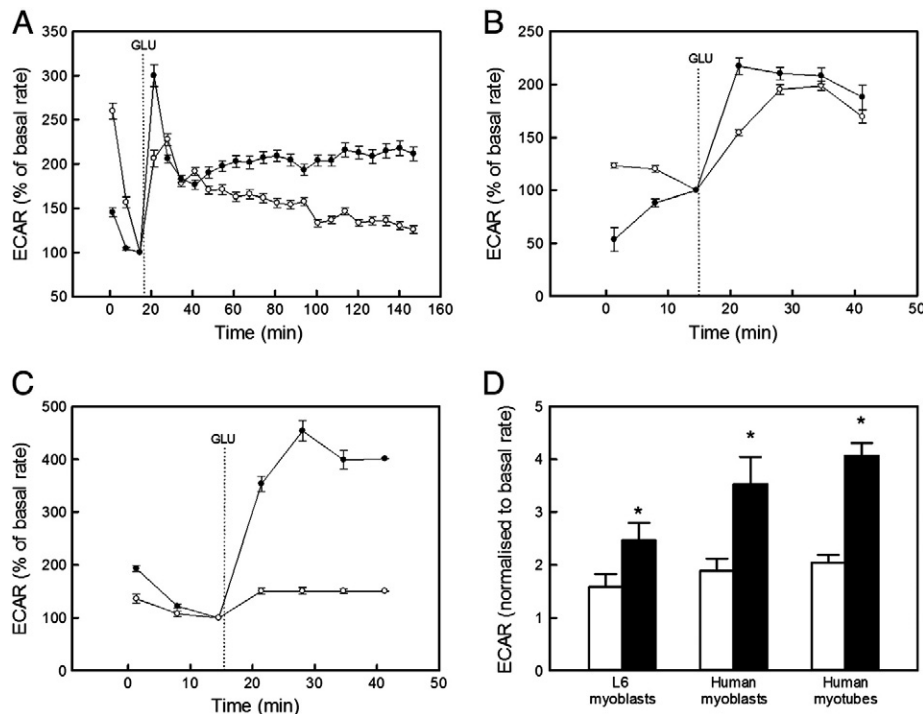 A
350
300
250
200
150
100
50
ECAR (% of basal rate)
GLU
0 20 40 60 80 100 120 140 160
Time (min)
B
250
200
150
100
50
0
ECAR (% of basal rate)
GLU
0 10 20 30 40 50
Time (min)
C
500
400
300
200
100
0
ECAR (% of basal rate)
GLU
0 10 20 30 40 50
Time (min)
D
5
4
3
2
1
0
ECAR (normalised to basal rate)
* * *
L6 Human Human
myoblasts myoblasts myotubes